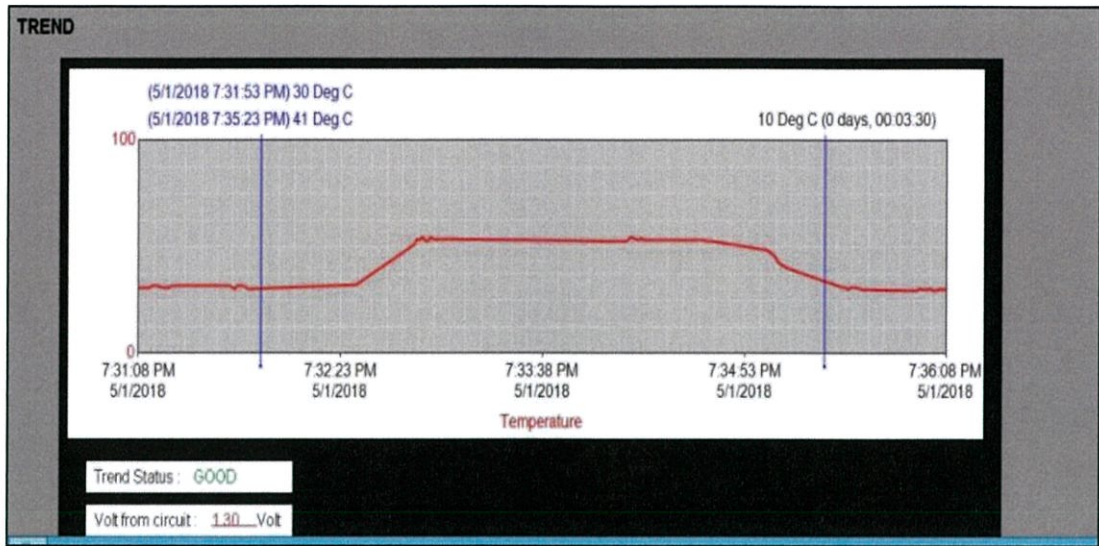 TREND
(5/1/2018 7:31:53 PM) 30 Deg C
(5/1/2018 7:35:23 PM) 41 Deg C
10 Deg C (0 days, 00:03:30)
100
0
7:31:08 PM 7:32:23 PM 7:33:38 PM 7:34:53 PM 7:36:08 PM
5/1/2018 5/1/2018 5/1/2018 5/1/2018 5/1/2018
Temperature
Trend Status : GOOD
Volt from circuit : 1.30 Volt